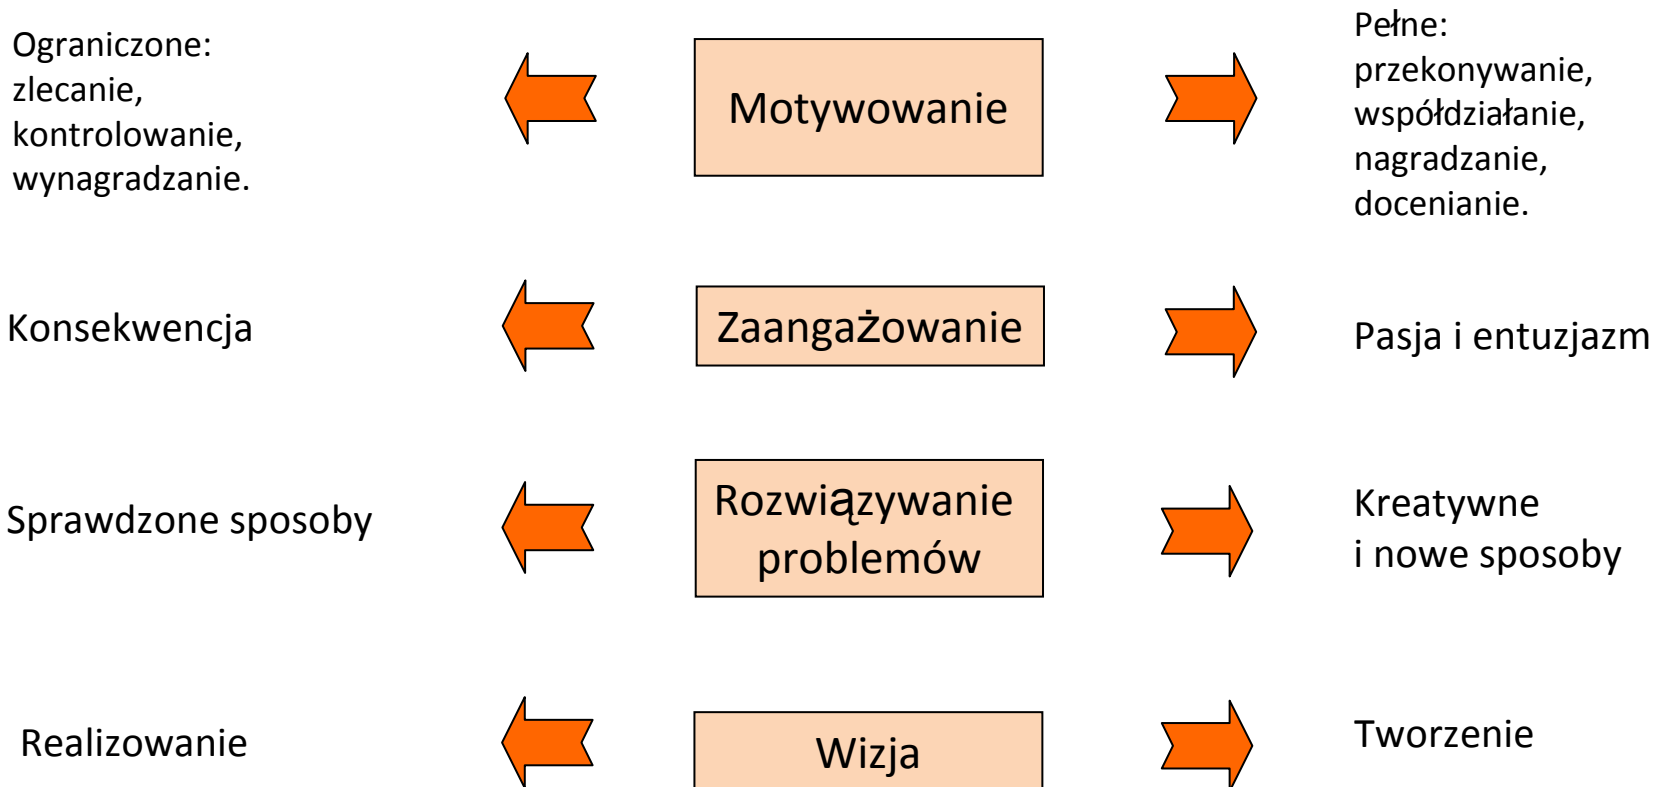 Ograniczone:
zlecanie,
kontrolowanie,
wynagradzanie.
Motywowanie
Pełne:
przekonywanie,
współdziałanie,
nagradzanie,
docenianie.
Konsekwencja
Zaangażowanie
Pasja i entuzjazm
Sprawdzone sposoby
Rozwiązywanie
problemów
Kreatywne
i nowe sposoby
Realizowanie
Wizja
Tworzenie